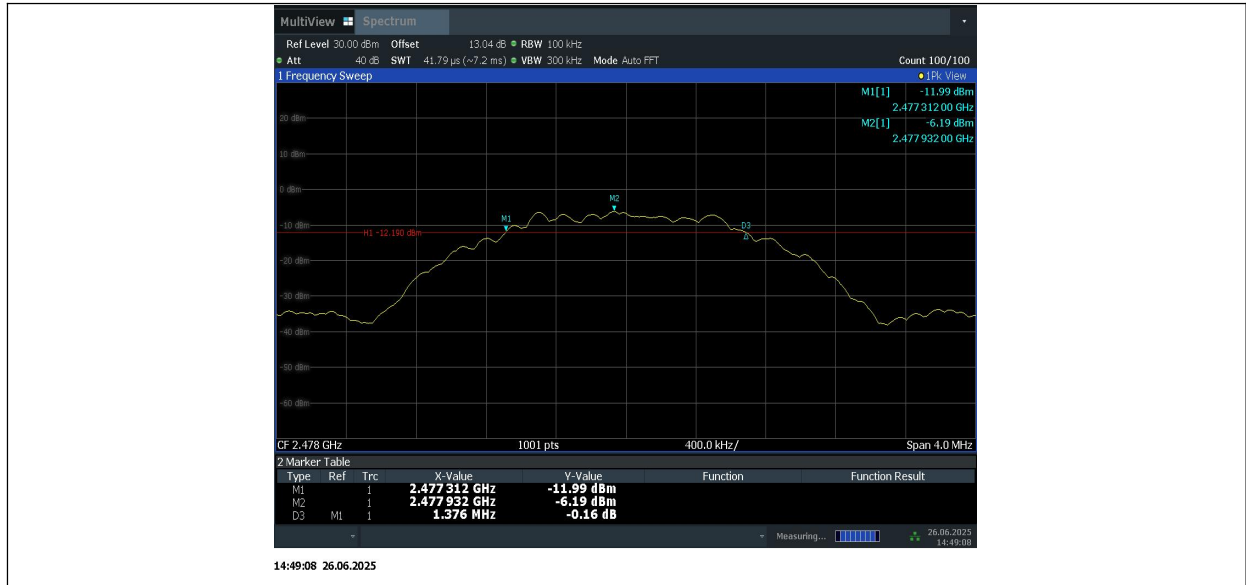 MultiView Spectrum
Ref Level 30.00 dBm Offset 13.04 dB RBW 100 kHz
Att 40 dB SWT 41.79 µs (~7.2 ms) VBW 300 kHz Mode Auto FFT Count 100/100
1 Frequency Sweep 1Pk View
M1[1] -11.99 dBm
2.477 312 00 GHz
M2[1] -6.19 dBm
2.477 932 00 GHz
20 dBm
10 dBm
0 dBm
M2
M1
-10 dBm
D3
H1 -12.190 dBm
-20 dBm
-30 dBm
-40 dBm
-50 dBm
-60 dBm
CF 2.478 GHz 1001 pts 400.0 kHz/ Span 4.0 MHz
2 Marker Table
Type Ref Trc X-Value Y-Value Function Function Result
M1 1 2.477 312 GHz -11.99 dBm
M2 1 2.477 932 GHz -6.19 dBm
D3 M1 1 1.376 MHz -0.16 dB
Measuring... 26.06.2025
14:49:08
14:49:08 26.06.2025